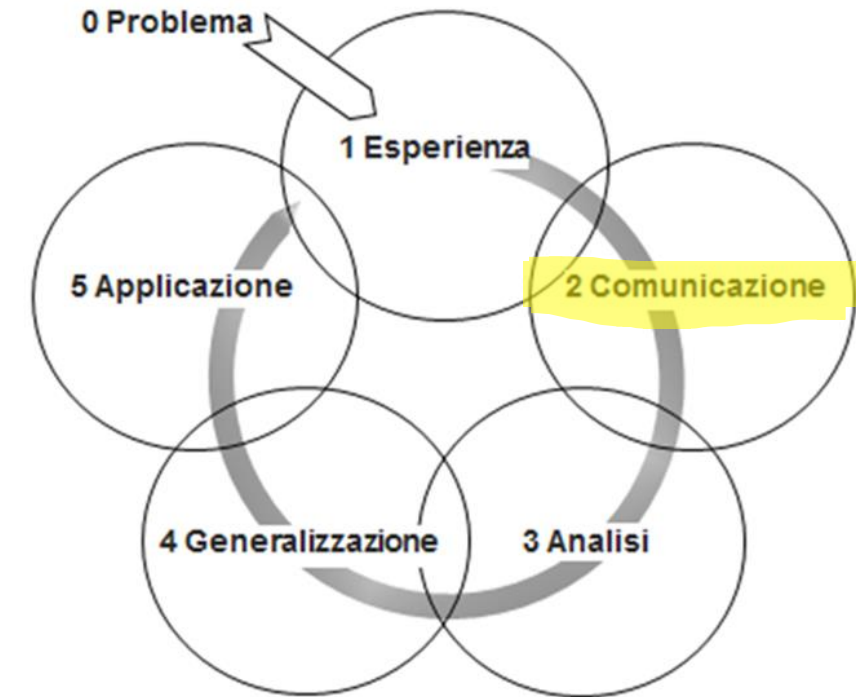 0 Problema
1 Esperienza
2 Comunicazione
3 Analisi
4 Generalizzazione
5 Applicazione